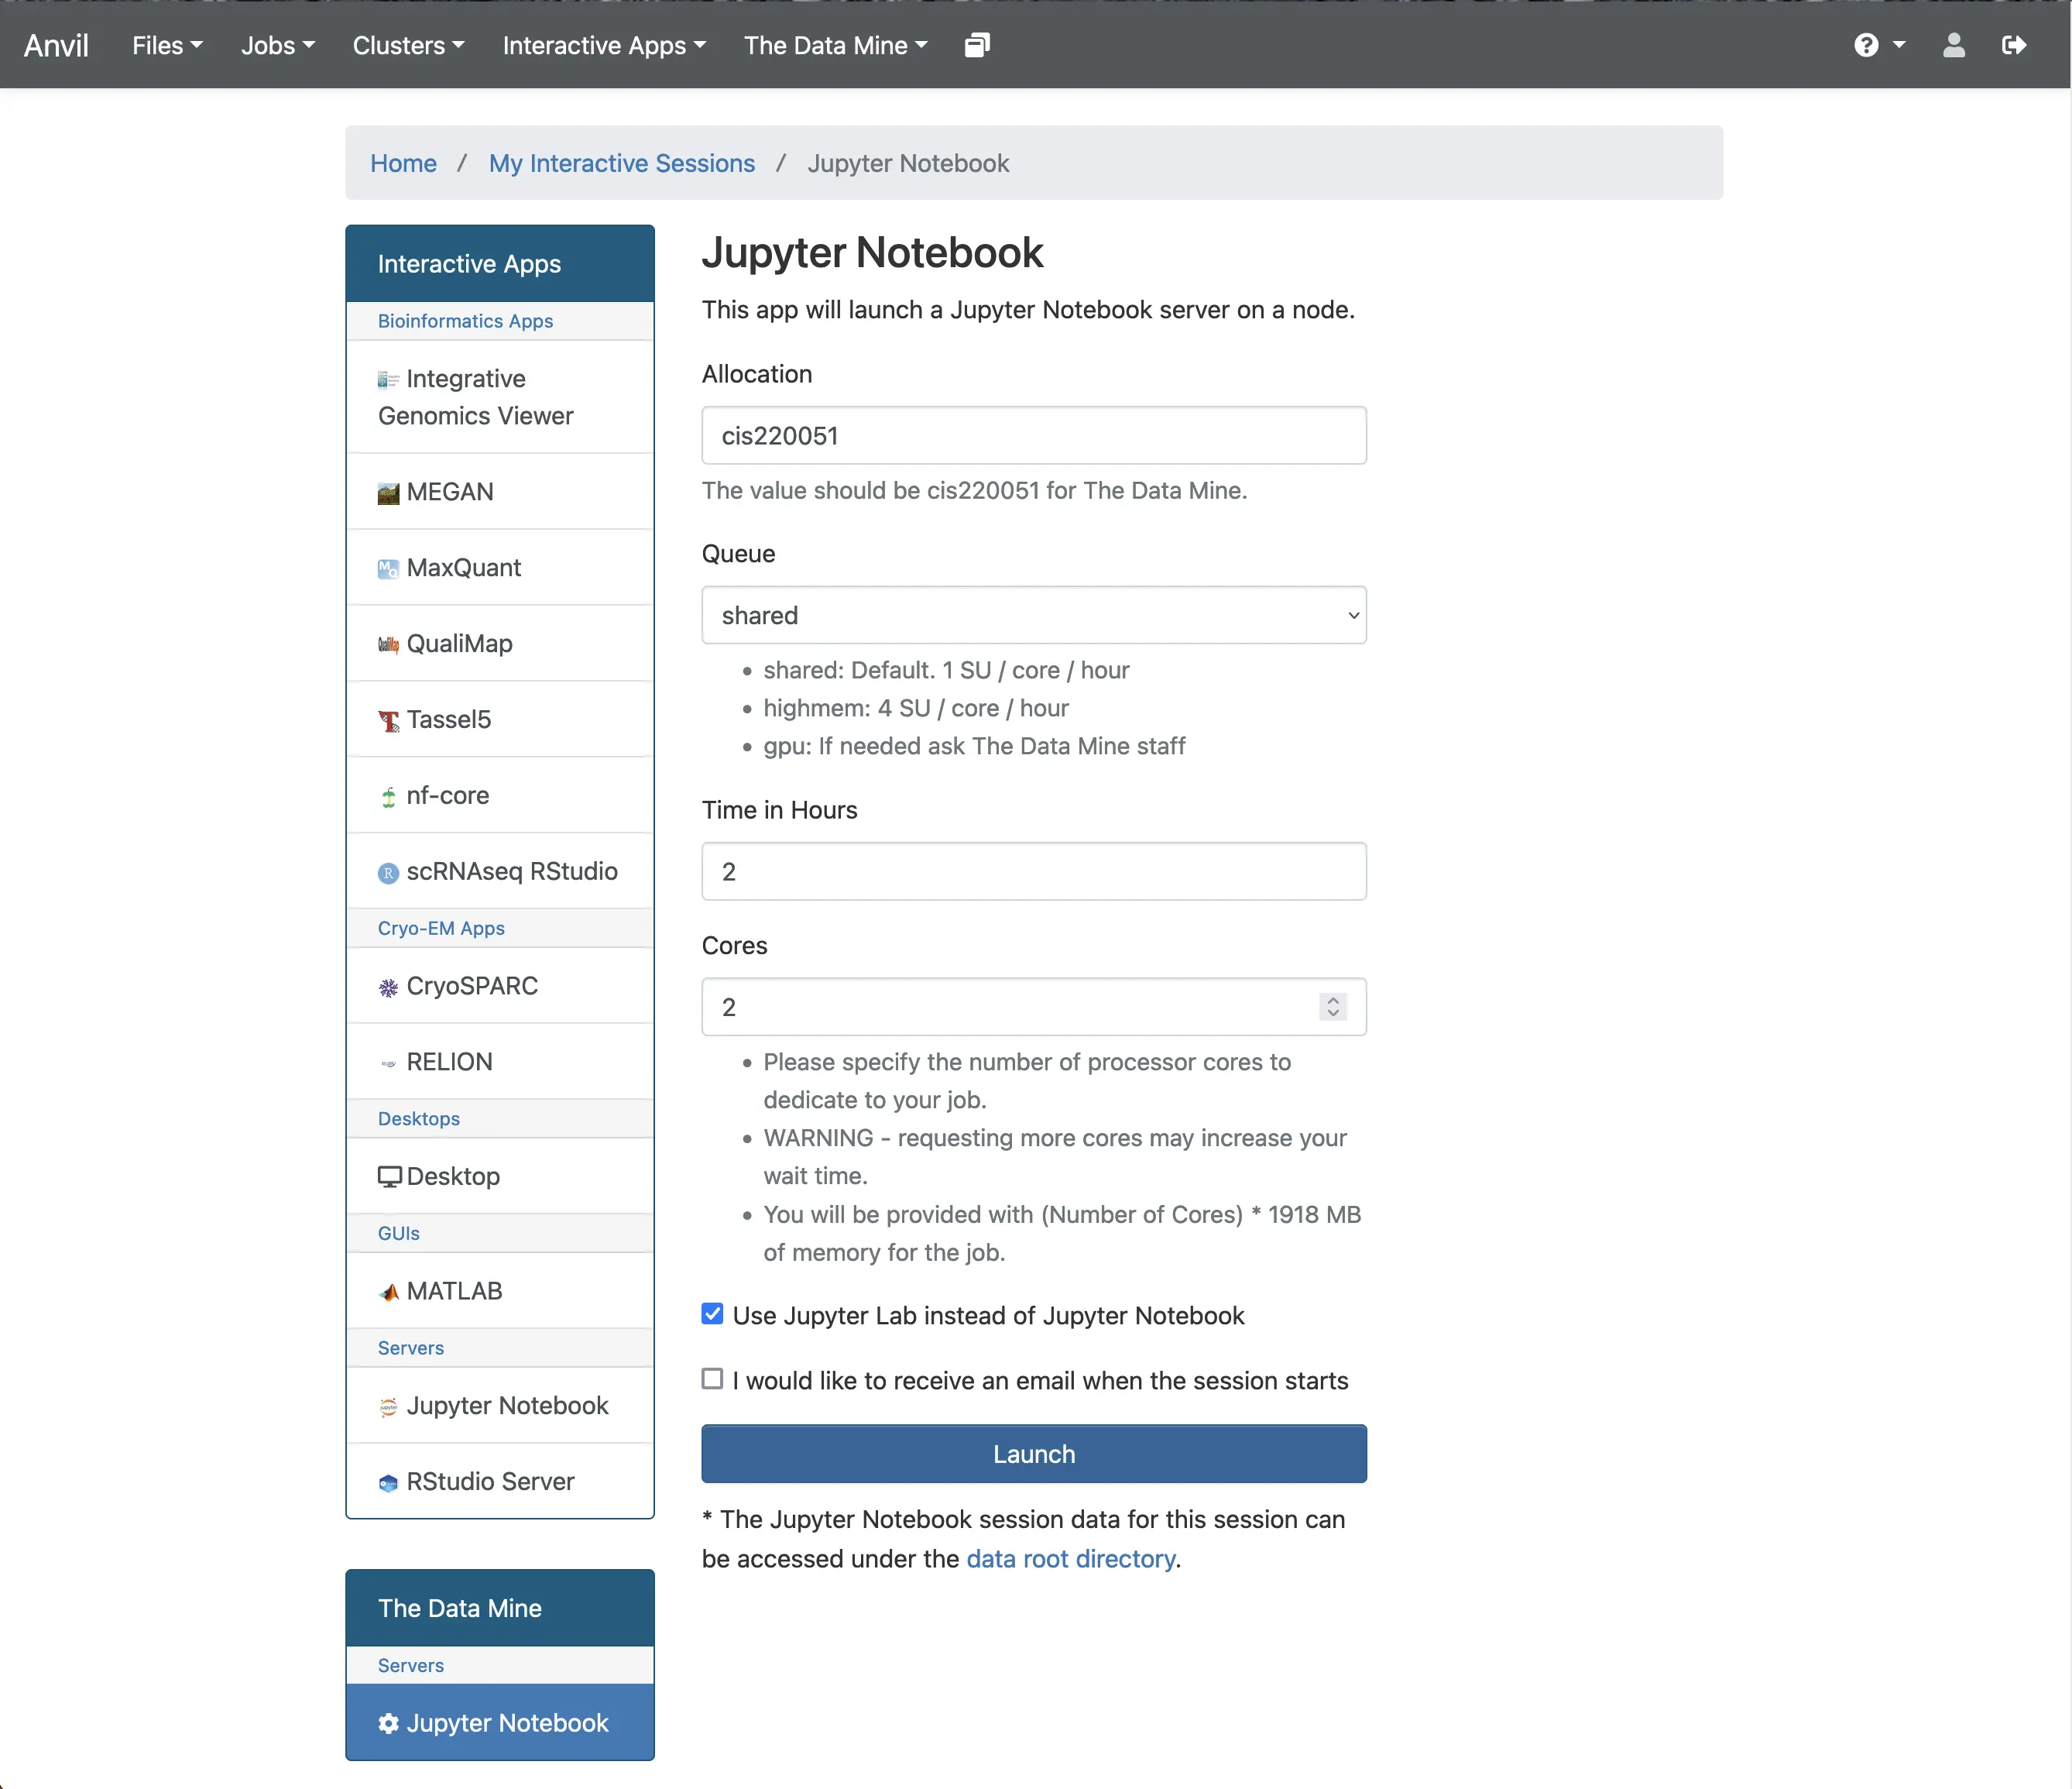 Anvil Files Jobs Clusters Interactive Apps The Data Mine
Home / My Interactive Sessions / Jupyter Notebook
Interactive Apps
Bioinformatics Apps
Integrative
Genomics Viewer
MEGAN
MaxQuant
QualiMap
Tassel5
nf-core
scRNAseq RStudio
Cryo-EM Apps
CryoSPARC
RELION
Desktops
Desktop
GUIs
MATLAB
Servers
Jupyter Notebook
RStudio Server
The Data Mine
Servers
Jupyter Notebook
Jupyter Notebook
This app will launch a Jupyter Notebook server on a node.
Allocation
cis220051
The value should be cis220051 for The Data Mine.
Queue
shared
• shared: Default. 1 SU / core / hour
• highmem: 4 SU / core / hour
• gpu: If needed ask The Data Mine staff
Time in Hours
2
Cores
2
• Please specify the number of processor cores to
dedicate to your job.
• WARNING - requesting more cores may increase your
wait time.
• You will be provided with (Number of Cores) * 1918 MB
of memory for the job.
Use Jupyter Lab instead of Jupyter Notebook
I would like to receive an email when the session starts
Launch
* The Jupyter Notebook session data for this session can
be accessed under the data root directory.